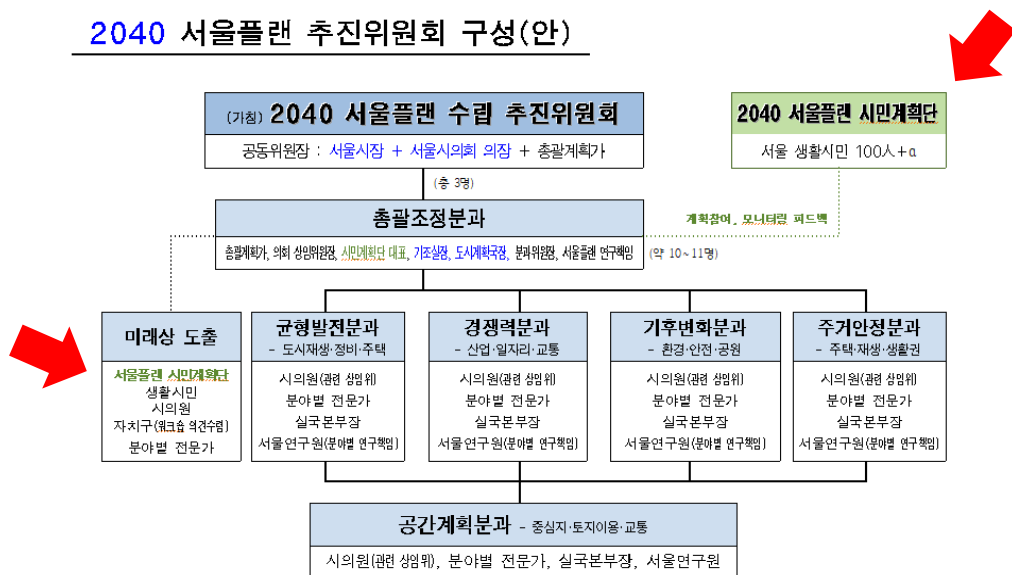 2040 서울플랜 추진위원회 구성(안)
(가칭) 2040 서울플랜 수립 추진위원회
공동위원장 : 서울시장 + 서울시의회 의장 + 총괄계획가
(총 3명)
2040 서울플랜 시민계획단
서울 생활시민 100人+α
계획참여, 모니터링 피드백
총괄조정분과
총괄계획가, 의회 상임위원장, 시민계획단 대표, 기조실장, 도시계획국장, 분과위원장, 서울플랜 연구책임
(약 10~11명)
미래상 도출
서울플랜 시민계획단
생활시민
시의원
자치구(워크숍 의견수렴)
분야별 전문가
균형발전분과
- 도시재생·정비·주택
시의원(관련 상임위)
분야별 전문가
실국본부장
서울연구원(분야별 연구책임)
경쟁력분과
- 산업·일자리·교통
시의원(관련 상임위)
분야별 전문가
실국본부장
서울연구원(분야별 연구책임)
기후변화분과
- 환경·안전·공원
시의원(관련 상임위)
분야별 전문가
실국본부장
서울연구원(분야별 연구책임)
주거안정분과
- 주택·재생·생활권
시의원(관련 상임위)
분야별 전문가
실국본부장
서울연구원(분야별 연구책임)
공간계획분과 - 중심지·토지이용·교통
시의원(관련 상임위), 분야별 전문가, 실국본부장, 서울연구원